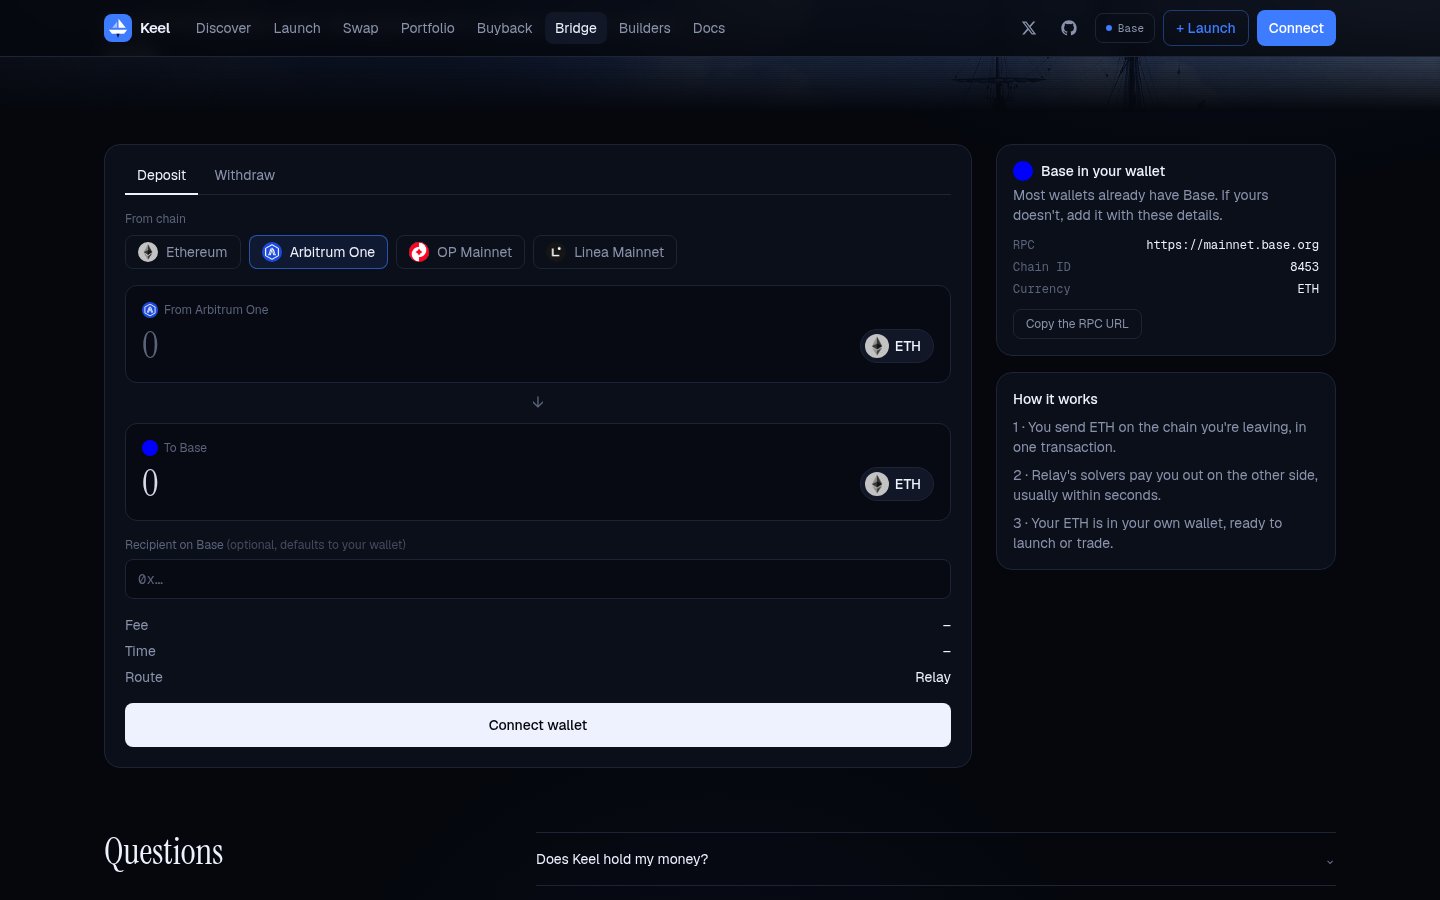 Keel Discover Launch Swap Portfolio Buyback Bridge Builders Docs Base + Launch Connect
Deposit Withdraw
From chain
Ethereum Arbitrum One OP Mainnet Linea Mainnet
From Arbitrum One
0 ETH
To Base
0 ETH
Recipient on Base (optional, defaults to your wallet)
0x…
Fee –
Time –
Route Relay
Connect wallet
Base in your wallet
Most wallets already have Base. If yours
doesn't, add it with these details.
RPC https://mainnet.base.org
Chain ID 8453
Currency ETH
Copy the RPC URL
How it works
1 · You send ETH on the chain you're leaving, in
one transaction.
2 · Relay's solvers pay you out on the other side,
usually within seconds.
3 · Your ETH is in your own wallet, ready to
launch or trade.
Questions
Does Keel hold my money?